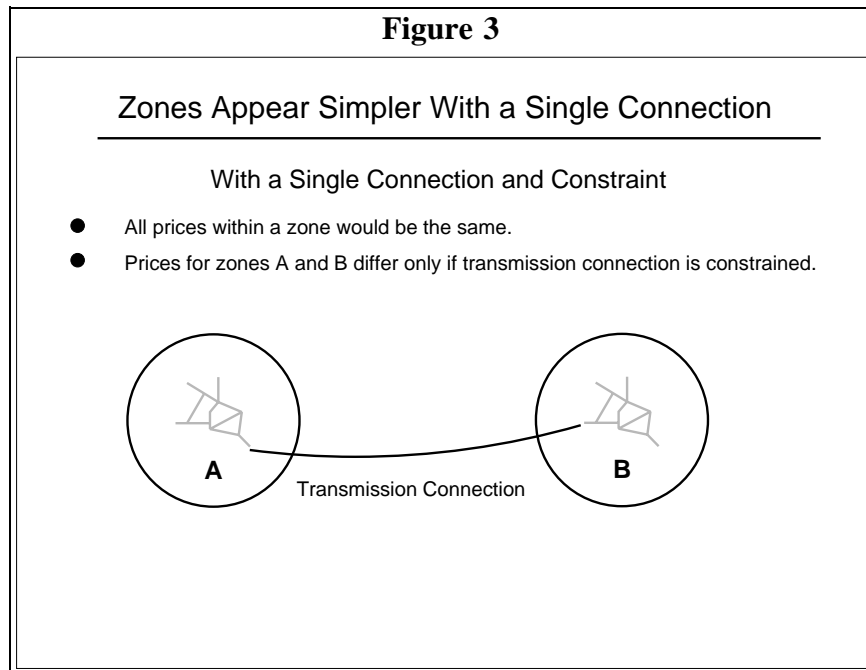 Figure 3
Zones Appear Simpler With a Single Connection
With a Single Connection and Constraint
● All prices within a zone would be the same.
● Prices for zones A and B differ only if transmission connection is constrained.
A
B
Transmission Connection